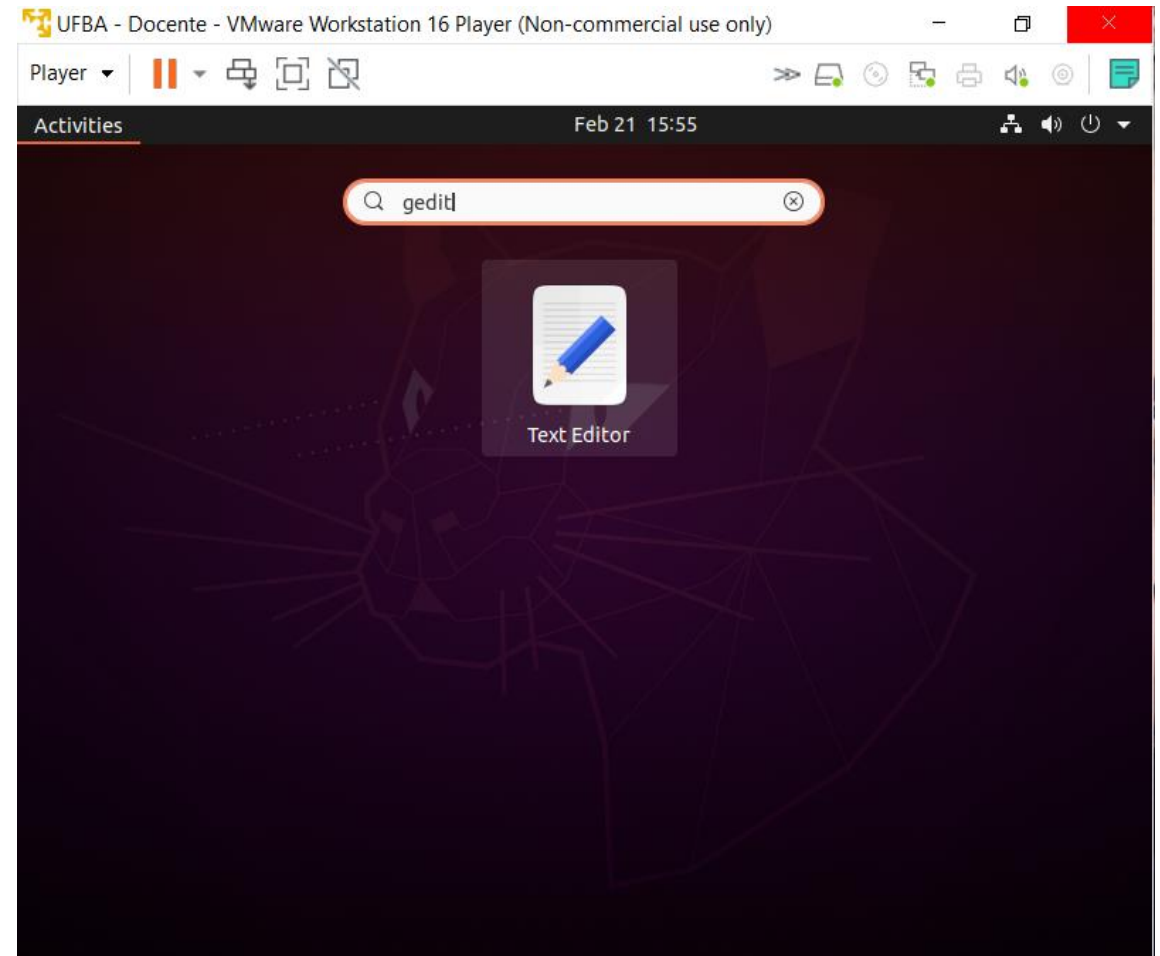 UFBA - Docente - VMware Workstation 16 Player (Non-commercial use only)
Player
Activities
Feb 21 15:55
gedit
Text Editor